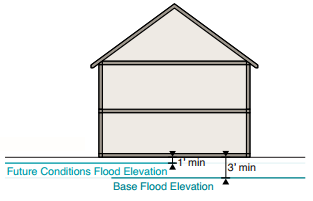 1' min
3' min
Future Conditions Flood Elevation
Base Flood Elevation